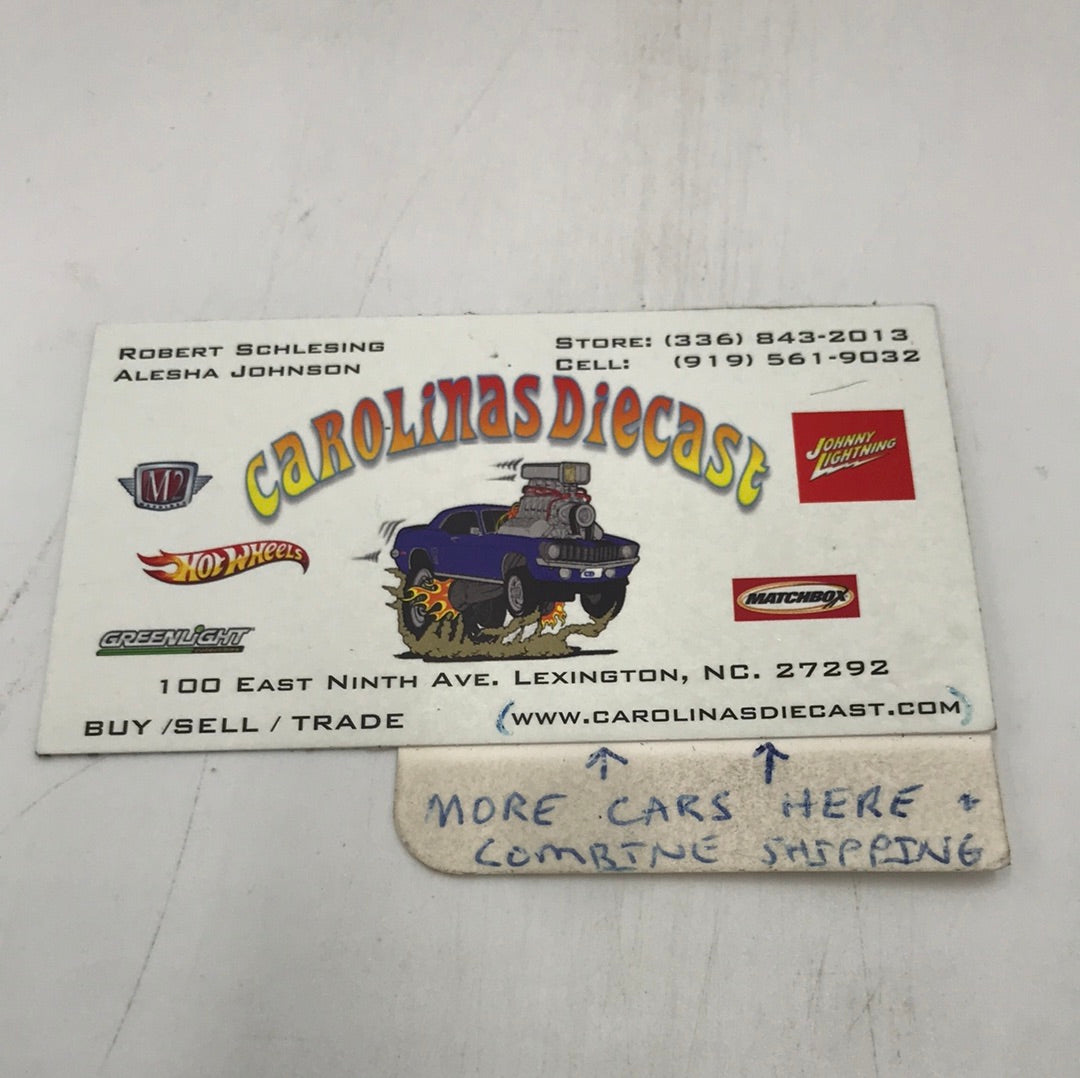 ROBERT SCHLESING
ALESHA JOHNSON
STORE: (336) 843-2013
CELL: (919) 561-9032
CAROLINAS DIECAST
M2
JOHNNY
LIGHTNING
HOT WHEELS
MATCHBOX
GREENLIGHT
100 EAST NINTH AVE. LEXINGTON, NC. 27292
BUY /SELL / TRADE
(WWW.CAROLINASDIECAST.COM)
MORE CARS HERE +
COMBINE SHIPPING